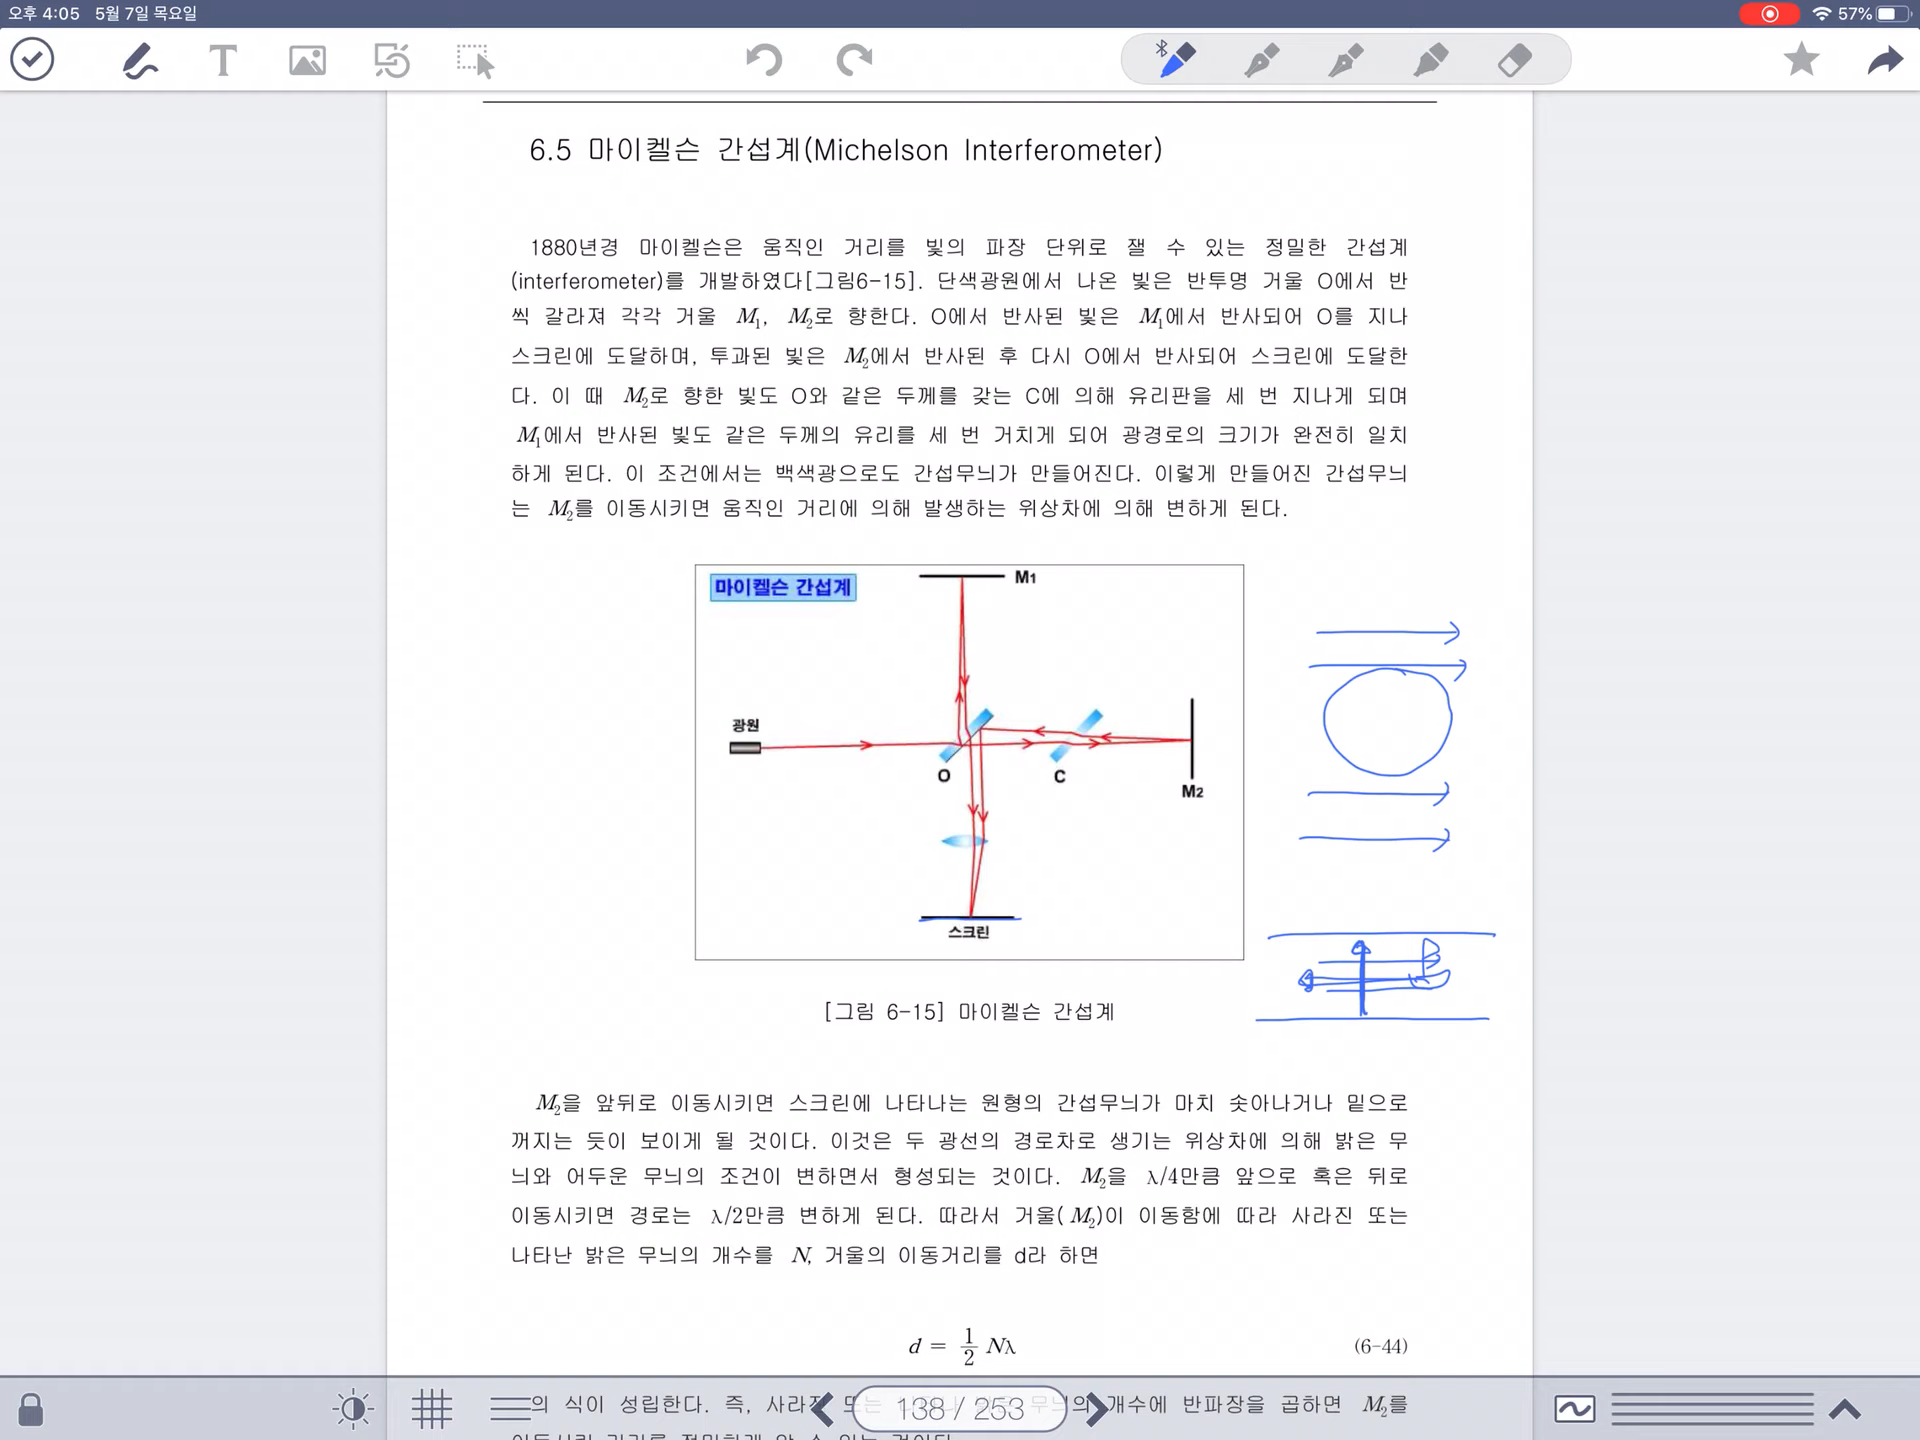 오후 4:05 5월 7일 목요일
57%
6.5 마이켈슨 간섭계(Michelson Interferometer)
1880년경 마이켈슨은 움직인 거리를 빛의 파장 단위로 잴 수 있는 정밀한 간섭계
(interferometer)를 개발하였다[그림6-15]. 단색광원에서 나온 빛은 반투명 거울 O에서 반
씩 갈라져 각각 거울 M₁, M₂로 향한다. O에서 반사된 빛은 M₁에서 반사되어 O를 지나
스크린에 도달하며, 투과된 빛은 M₂에서 반사된 후 다시 O에서 반사되어 스크린에 도달한
다. 이 때 M₂로 향한 빛도 O와 같은 두께를 갖는 C에 의해 유리판을 세 번 지나게 되며
M₁에서 반사된 빛도 같은 두께의 유리를 세 번 거치게 되어 광경로의 크기가 완전히 일치
하게 된다. 이 조건에서는 백색광으로도 간섭무늬가 만들어진다. 이렇게 만들어진 간섭무늬
는 M₂를 이동시키면 움직인 거리에 의해 발생하는 위상차에 의해 변하게 된다.
마이켈슨 간섭계
M1
광원
O
C
M2
스크린
[그림 6-15] 마이켈슨 간섭계
M₂을 앞뒤로 이동시키면 스크린에 나타나는 원형의 간섭무늬가 마치 솟아나거나 밑으로
꺼지는 듯이 보이게 될 것이다. 이것은 두 광선의 경로차로 생기는 위상차에 의해 밝은 무
늬와 어두운 무늬의 조건이 변하면서 형성되는 것이다. M₂을 λ/4만큼 앞으로 혹은 뒤로
이동시키면 경로는 λ/2만큼 변하게 된다. 따라서 거울(M₂)이 이동함에 따라 사라진 또는
나타난 밝은 무늬의 개수를 N, 거울의 이동거리를 d라 하면
d = 1/2 Nλ (6-44)
의 식이 성립한다. 즉, 사라진 또는 무늬의 개수에 반파장을 곱하면 M₂를
138 / 253